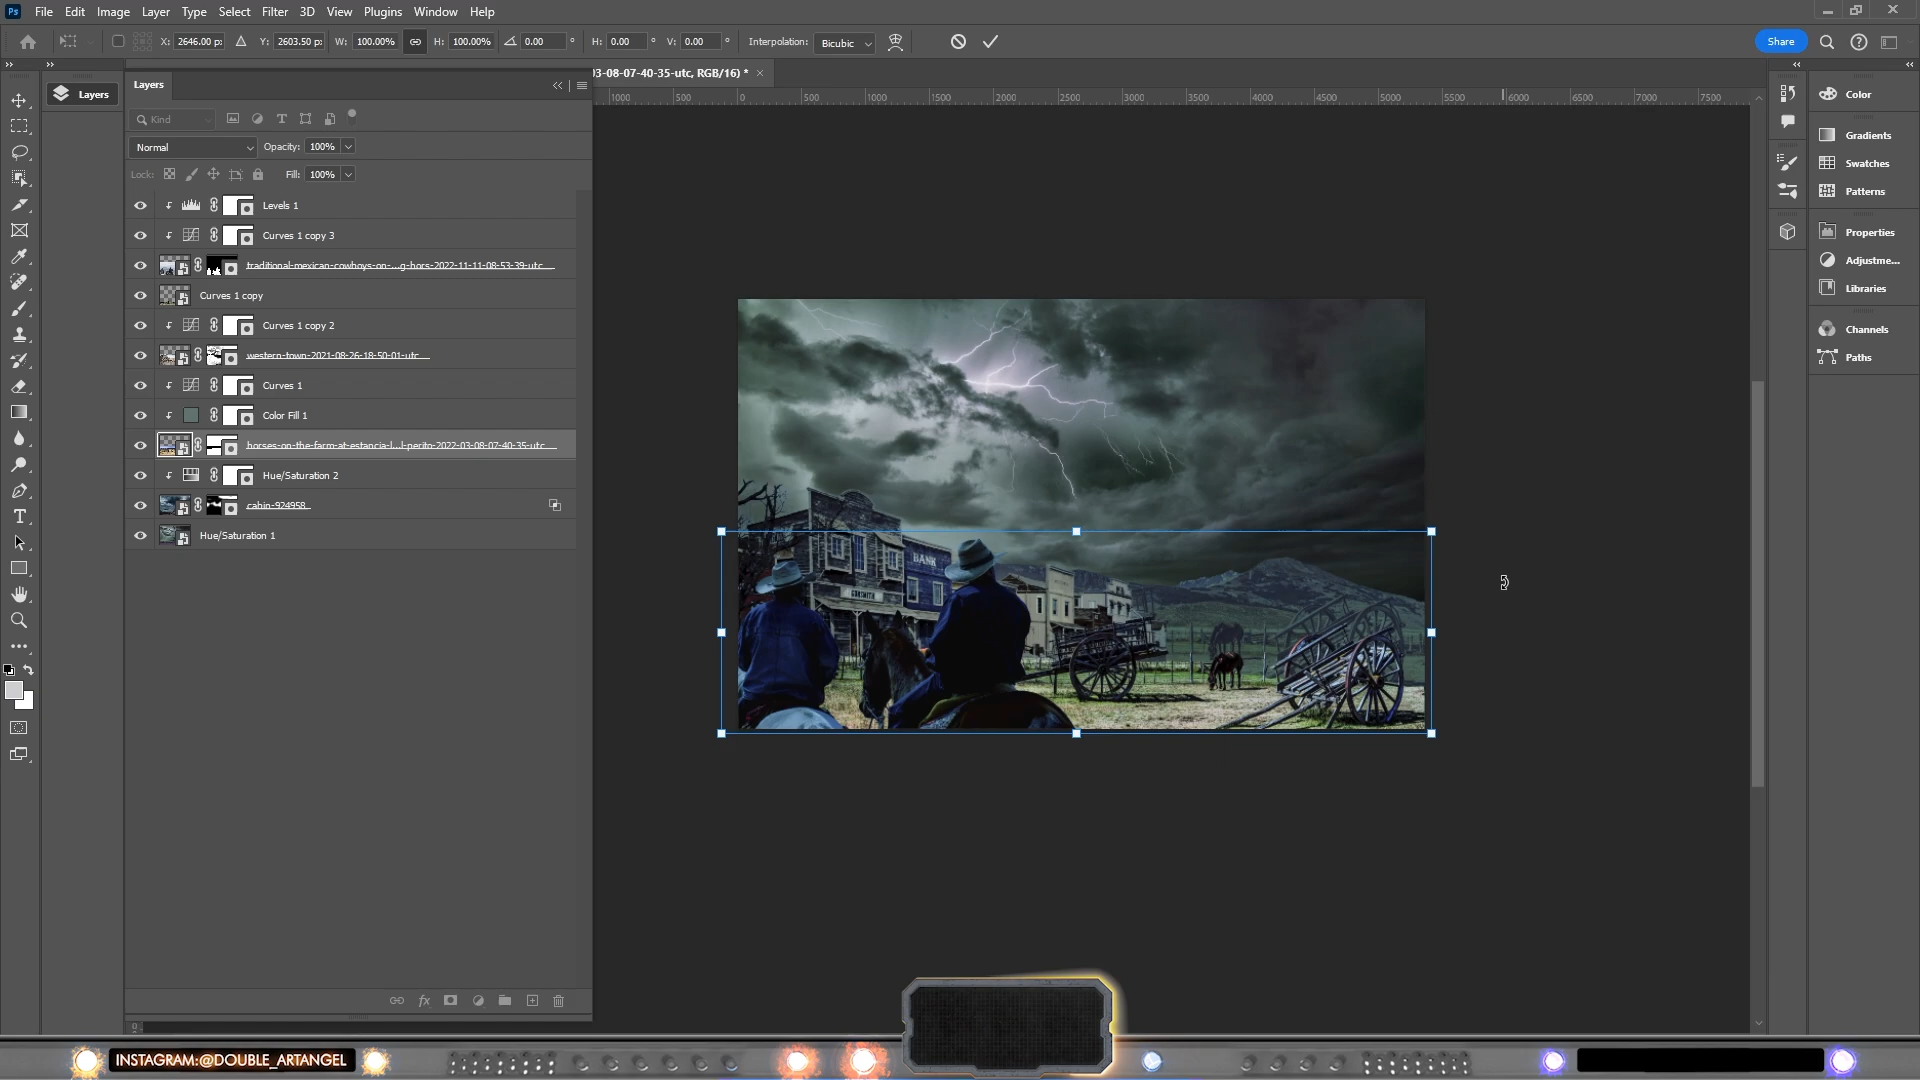 Ps File Edit Image Layer Type Select Filter 3D View Plugins Window Help
X: 2646.00 p: Y: 2603.50 p: W: 100.00% H: 100.00% 0.00 ° H: 0.00 ° V: 0.00 ° Interpolation: Bicubic Share
Layers
Layers
03-08-07-40-35-utc, RGB/16) * ×
1000 500 0 500 1000 1500 2000 2500 3000 3500 4000 4500 5000 5500 6000 6500 7000 7500
Kind
Normal Opacity: 100%
Lock: Fill: 100%
Levels 1
Curves 1 copy 3
traditional-mexican-cowboys-on-...g-hors-2022-11-11-08-53-39-utc
Curves 1 copy
Curves 1 copy 2
western-town-2021-08-26-18-50-01-utc
Curves 1
Color Fill 1
horses-on-the-farm-at-estancia-l...l-perito-2022-03-08-07-40-35-utc
Hue/Saturation 2
cabin-924958
Hue/Saturation 1
Color
Gradients
Swatches
Patterns
Properties
Adjustme...
Libraries
Channels
Paths
BANK
GUNSMITH
INSTAGRAM:@DOUBLE_ARTANGEL